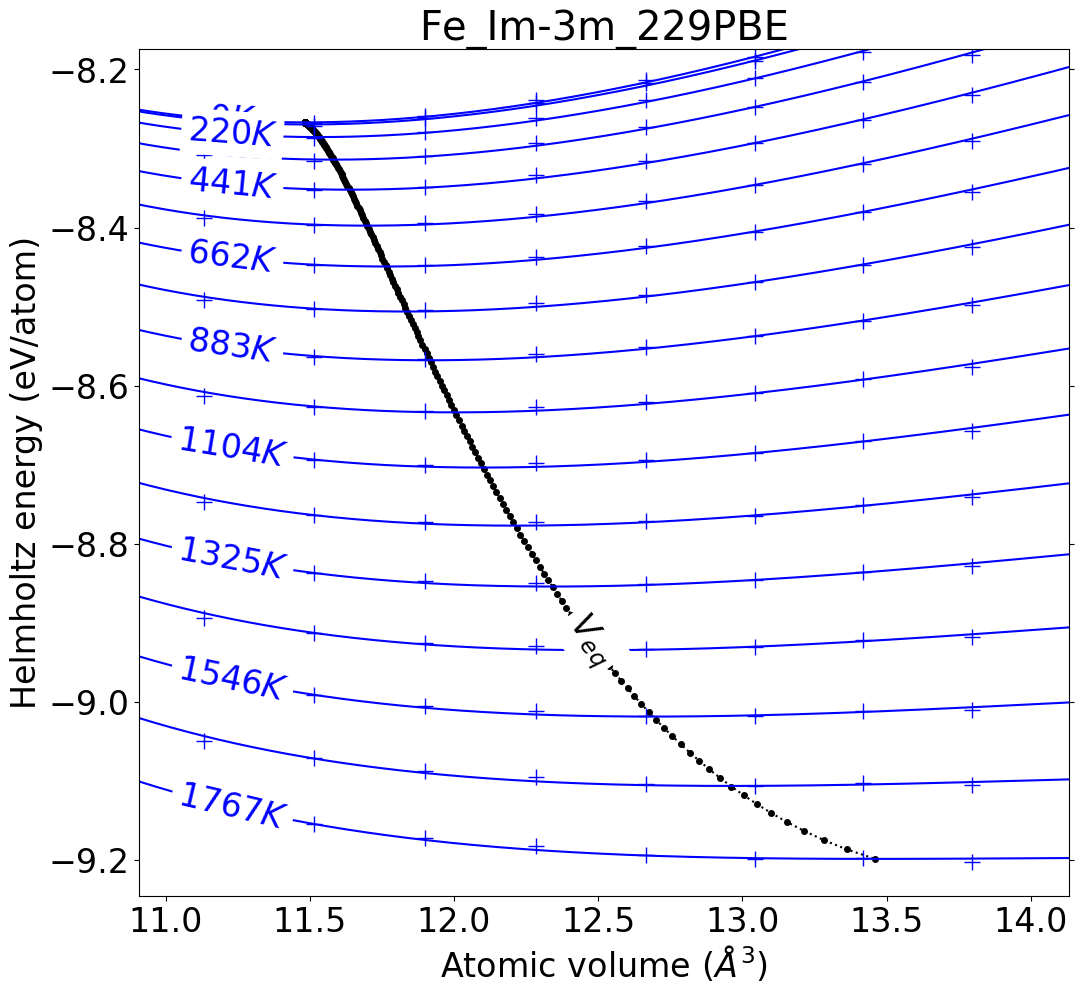 Fe_Im-3m_229PBE
Helmholtz energy (eV/atom)
−8.2
−8.4
−8.6
−8.8
−9.0
−9.2
220K
441K
662K
883K
1104K
1325K
1546K
1767K
V_eq
11.0 11.5 12.0 12.5 13.0 13.5 14.0
Atomic volume (Å³)